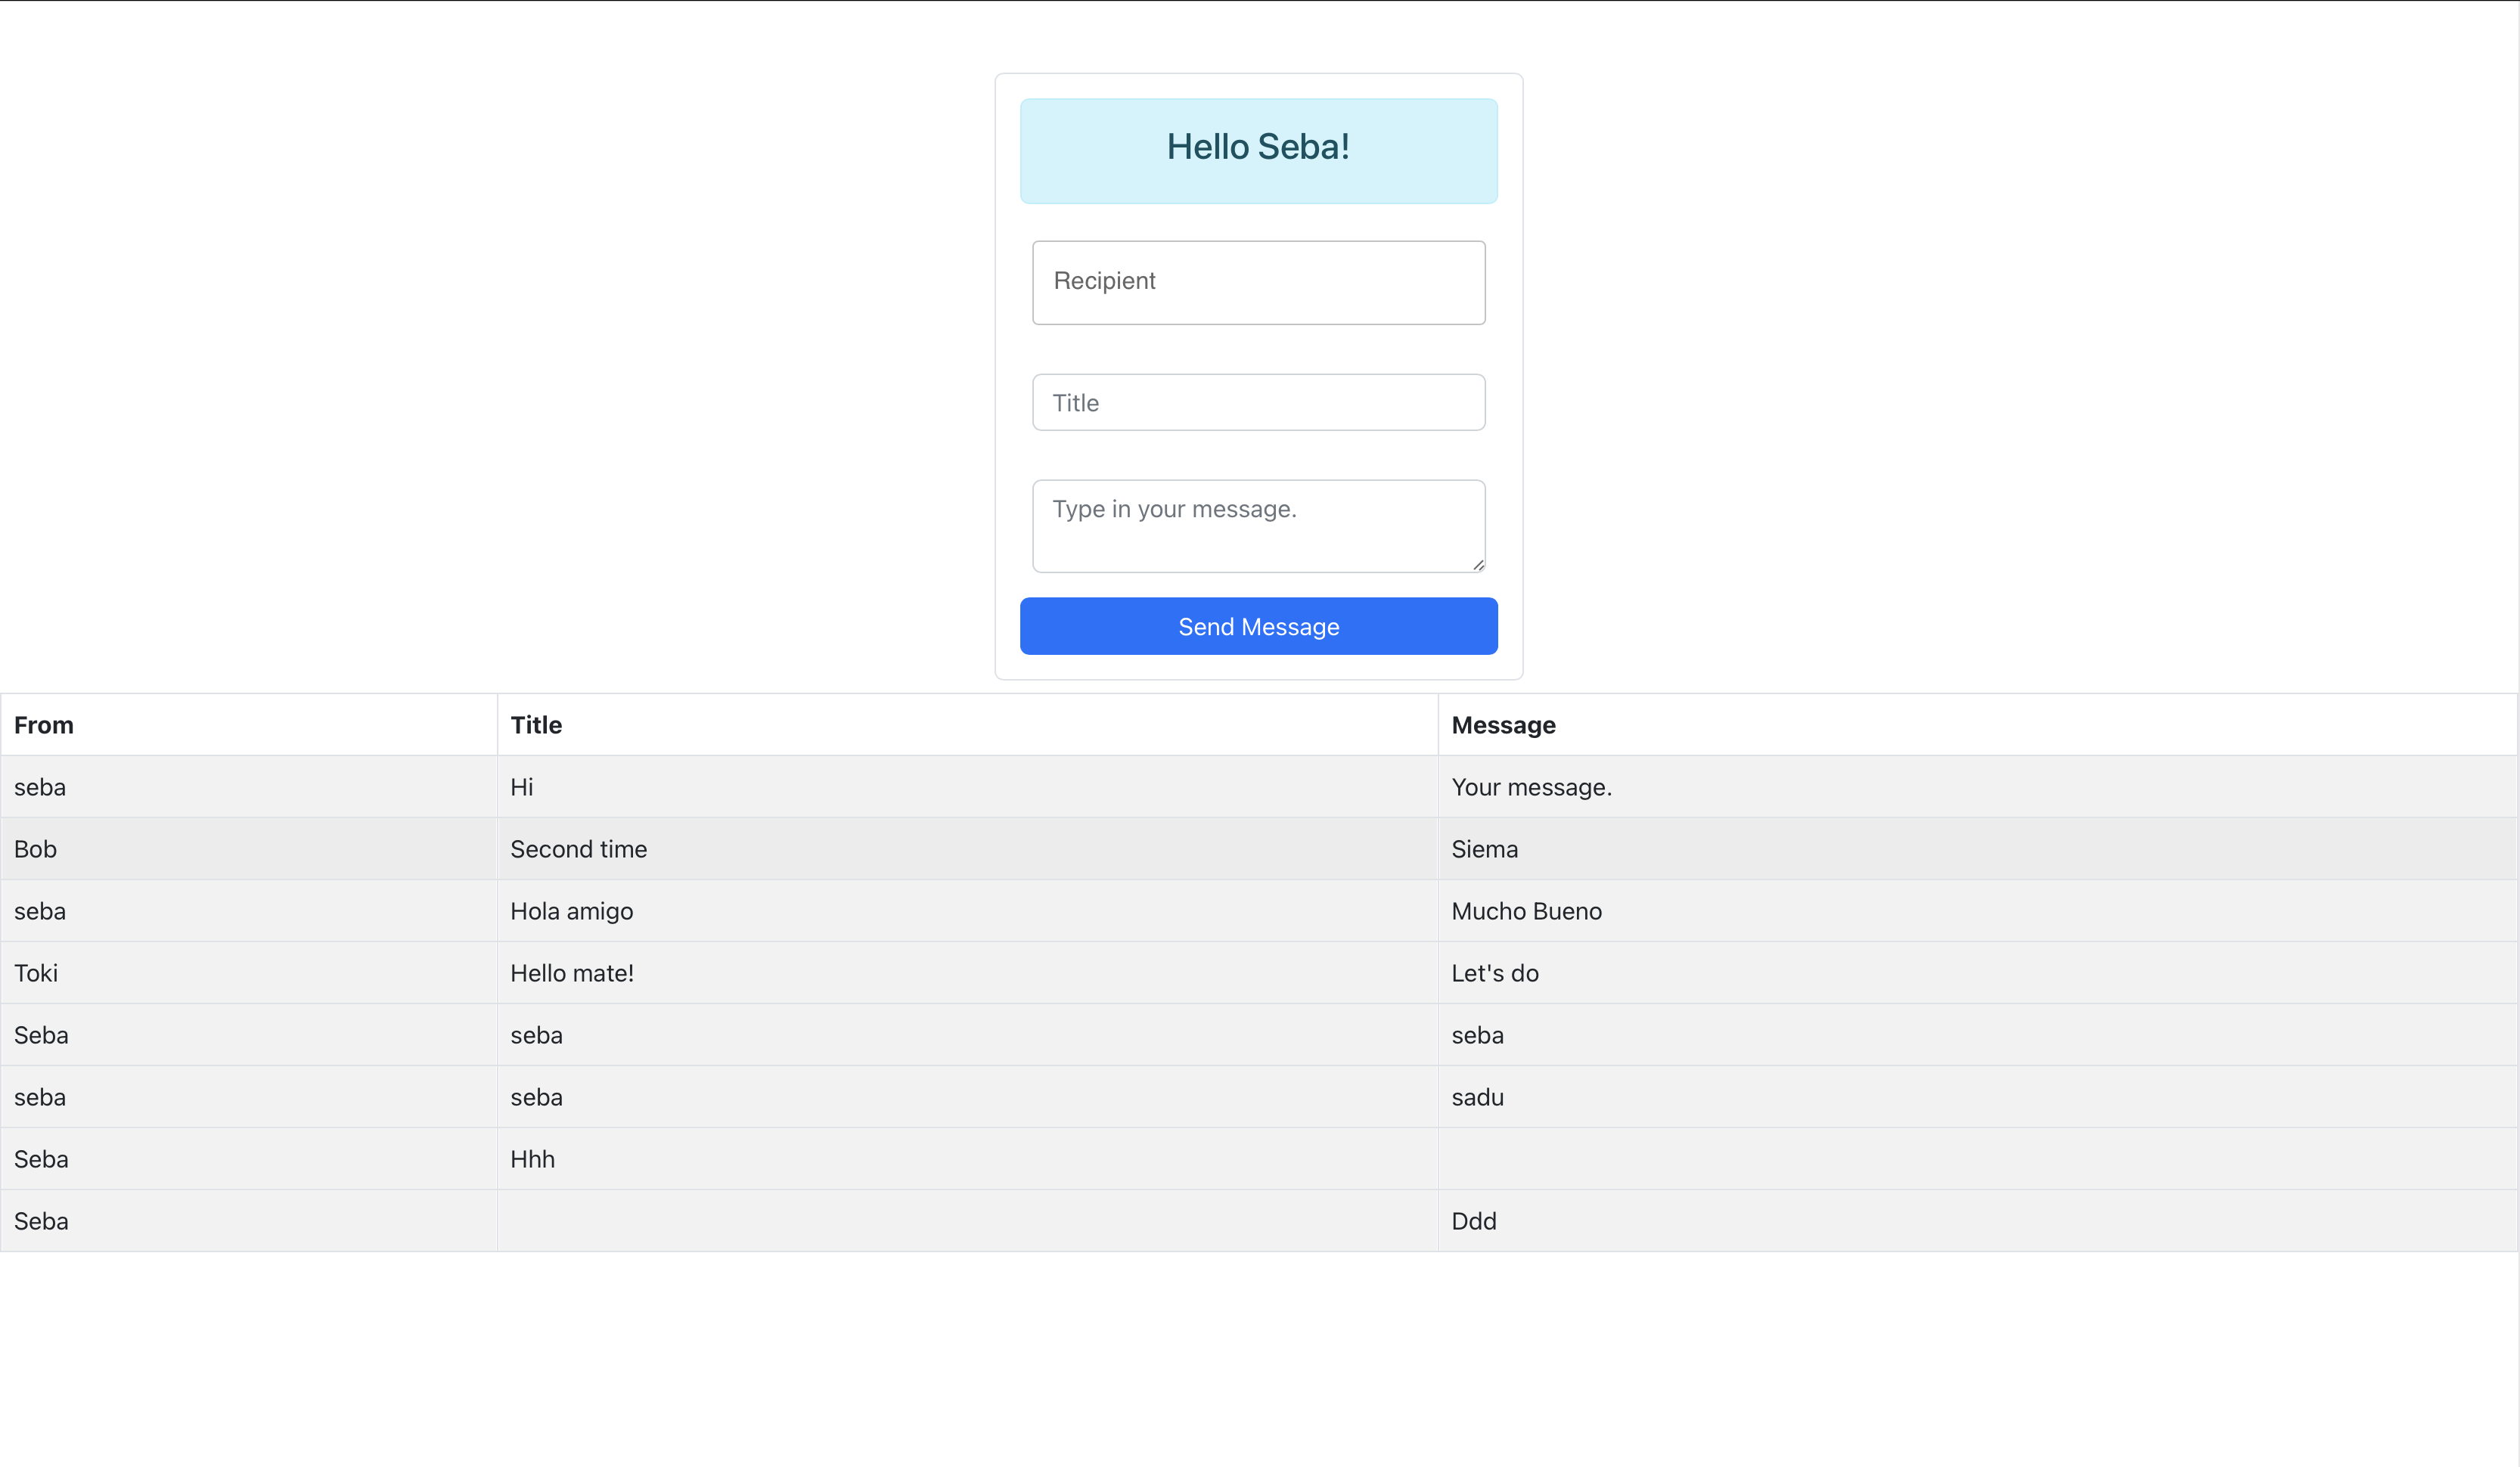 Hello Seba!
Recipient
Title
Type in your message.
Send Message
From Title Message
seba Hi Your message.
Bob Second time Siema
seba Hola amigo Mucho Bueno
Toki Hello mate! Let's do
Seba seba seba
seba seba sadu
Seba Hhh
Seba Ddd